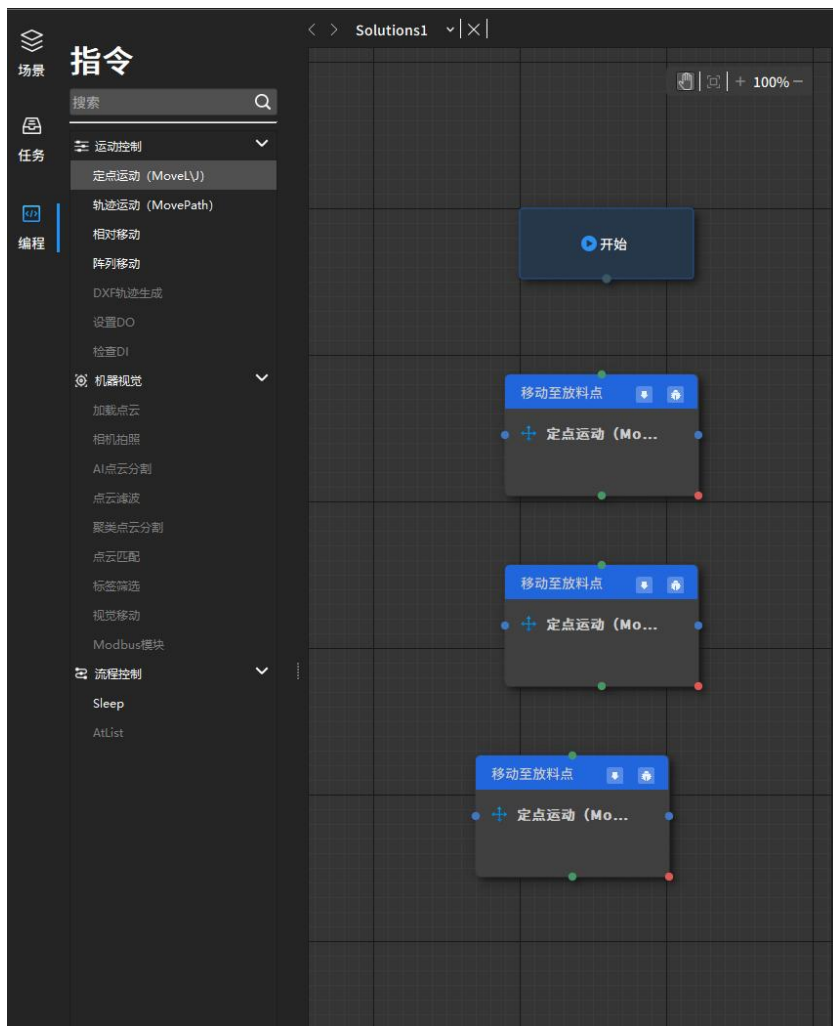 Solutions1
场景
指令
搜索
100%
任务
运动控制
定点运动（MoveL\J）
轨迹运动（MovePath）
编程
相对移动
开始
阵列移动
DXF轨迹生成
设置DO
检查DI
机器视觉
移动至放料点
加载点云
相机拍照
定点运动（Mo...
AI点云分割
点云滤波
聚类点云分割
点云匹配
标签筛选
移动至放料点
视觉移动
定点运动（Mo...
Modbus模块
流程控制
Sleep
AtList
移动至放料点
定点运动（Mo...